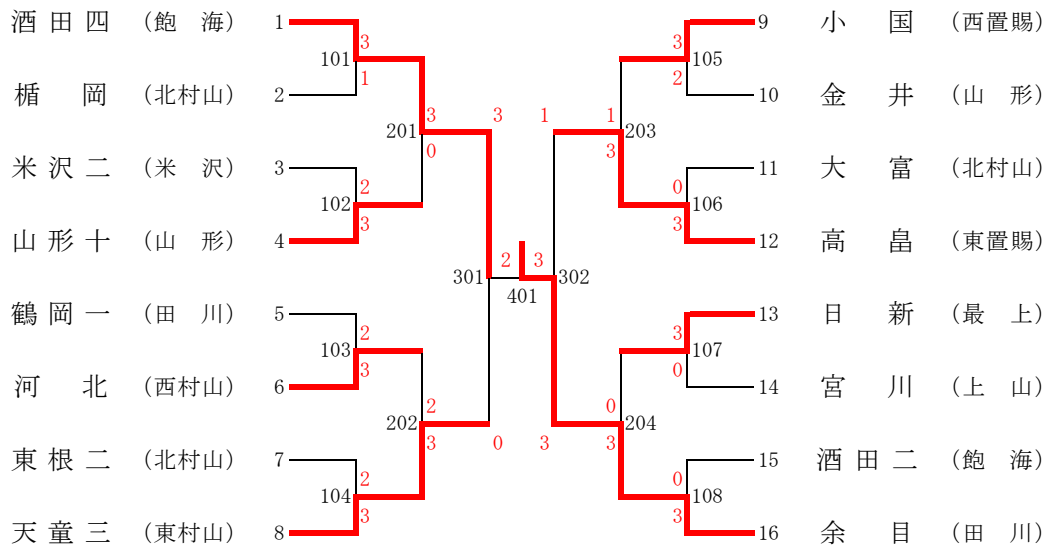 酒田四 (飽 海) 1
楯 岡 (北村山) 2
米沢二 (米 沢) 3
山形十 (山 形) 4
鶴岡一 (田 川) 5
河 北 (西村山) 6
東根二 (北村山) 7
天童三 (東村山) 8
3
101
1
2
102
3
2
103
3
2
104
3
3
201
0
2
202
3
3
301
0
2 3
401
1
302
3
1
203
3
0
204
3
3
105
2
0
106
3
3
107
0
0
108
3
9 小 国 (西置賜)
10 金 井 (山 形)
11 大 富 (北村山)
12 高 畠 (東置賜)
13 日 新 (最 上)
14 宮 川 (上 山)
15 酒田二 (飽 海)
16 余 目 (田 川)